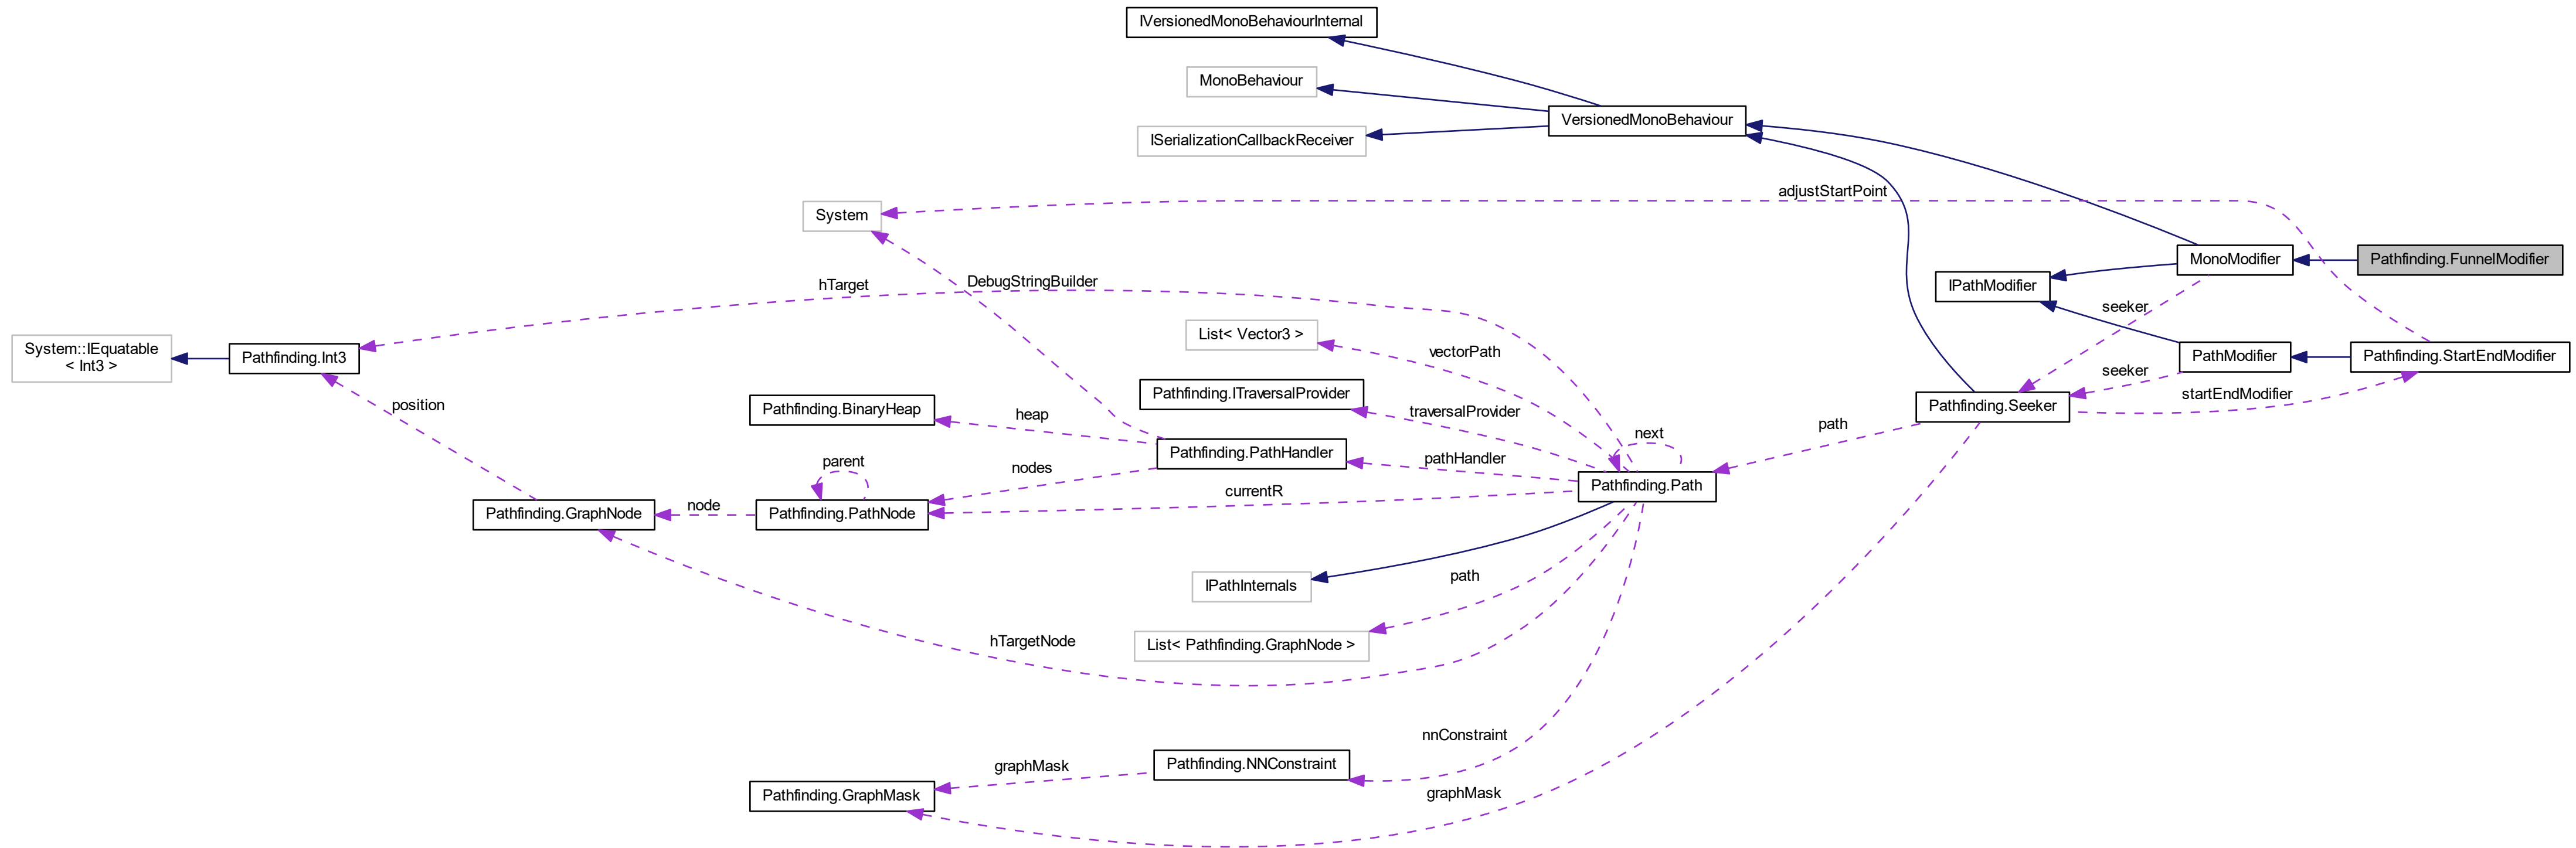 IVersionedMonoBehaviourInternal
MonoBehaviour
VersionedMonoBehaviour
ISerializationCallbackReceiver
adjustStartPoint
System
MonoModifier
Pathfinding.FunnelModifier
DebugStringBuilder
hTarget
IPathModifier
seeker
List< Vector3 >
System::IEquatable
< Int3 >
Pathfinding.Int3
vectorPath
PathModifier
Pathfinding.StartEndModifier
seeker
Pathfinding.ITraversalProvider
startEndModifier
position
Pathfinding.BinaryHeap
heap
traversalProvider
Pathfinding.Seeker
path
next
Pathfinding.PathHandler
pathHandler
parent
nodes
currentR
Pathfinding.Path
node
Pathfinding.GraphNode
Pathfinding.PathNode
path
IPathInternals
hTargetNode
List< Pathfinding.GraphNode >
nnConstraint
graphMask
Pathfinding.NNConstraint
Pathfinding.GraphMask
graphMask